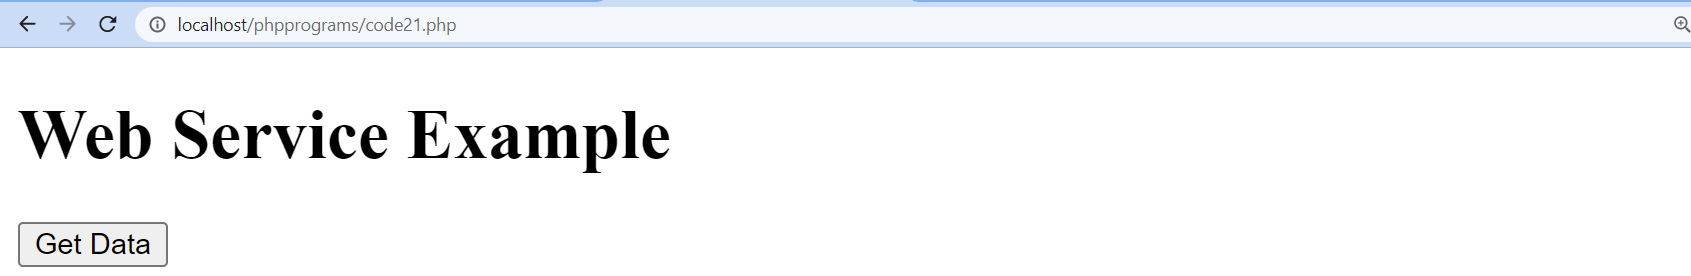 localhost/phpprograms/code21.php
Web Service Example
Get Data